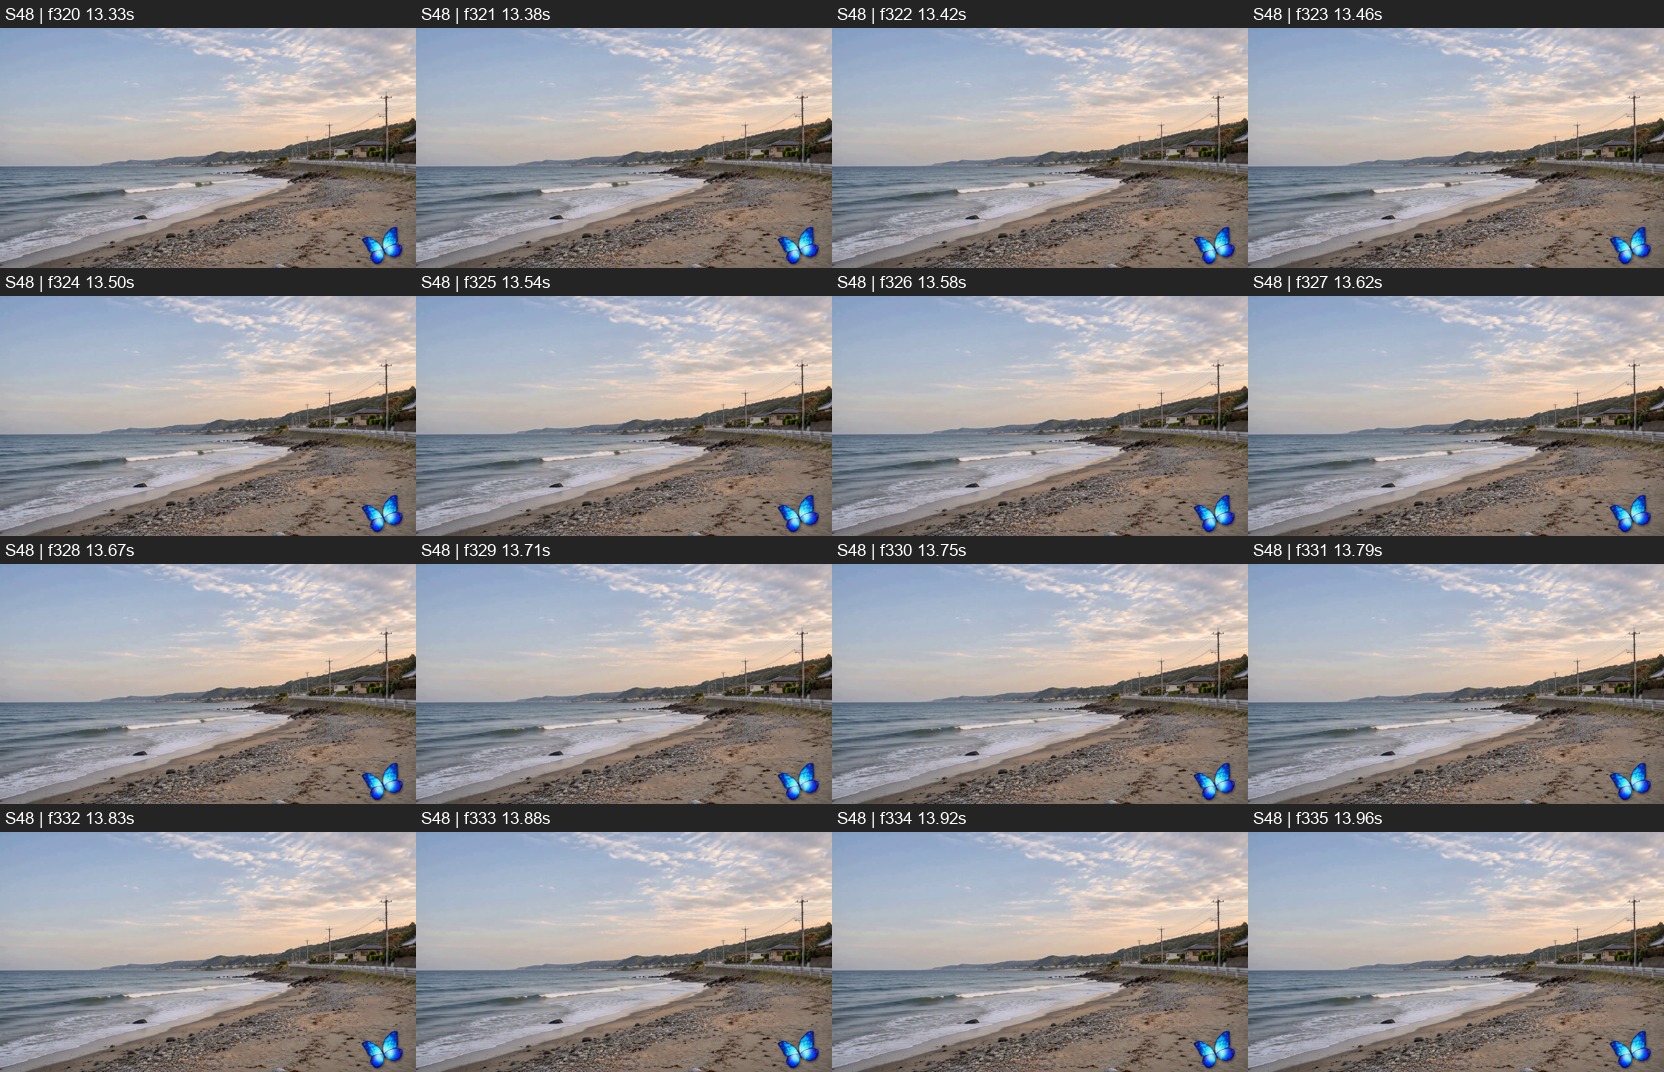 S48 | f320 13.33s
S48 | f321 13.38s
S48 | f322 13.42s
S48 | f323 13.46s
S48 | f324 13.50s
S48 | f325 13.54s
S48 | f326 13.58s
S48 | f327 13.62s
S48 | f328 13.67s
S48 | f329 13.71s
S48 | f330 13.75s
S48 | f331 13.79s
S48 | f332 13.83s
S48 | f333 13.88s
S48 | f334 13.92s
S48 | f335 13.96s